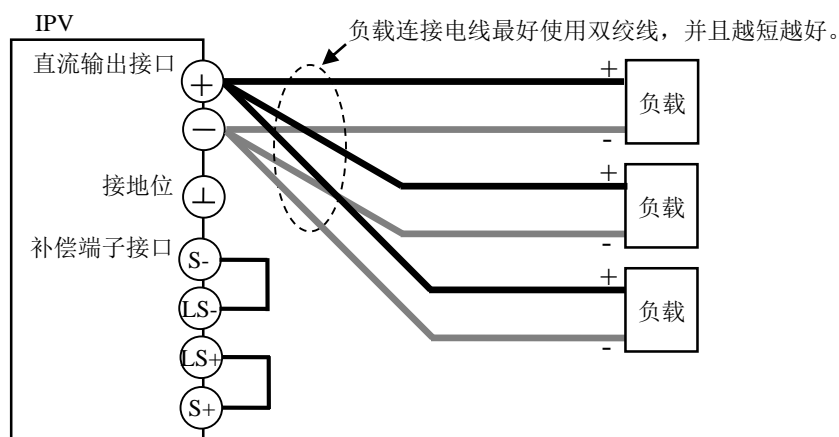 IPV
负载连接电线最好使用双绞线，并且越短越好。
直流输出接口
+
-
接地位
⊥
补偿端子接口
S-
LS-
LS+
S+
+
负载
-
+
负载
-
+
负载
-